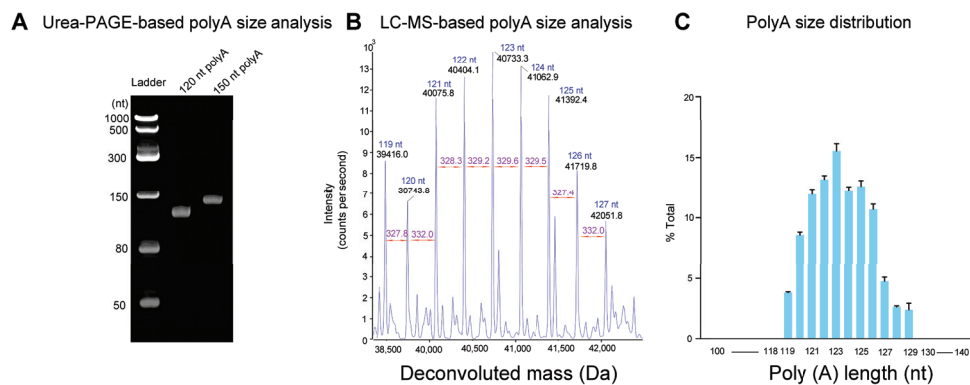 A Urea-PAGE-based polyA size analysis
Ladder
120 nt polyA
150 nt polyA
(nt)
1000
500
300
150
80
50
B LC-MS-based polyA size analysis
10³
13
12
11
10
9
8
7
6
5
4
3
2
1
0
Intensty
(counts per second)
119 nt
39416.0
120 nt
39743.8
121 nt
40075.8
122 nt
40404.1
123 nt
40733.3
124 nt
41062.9
125 nt
41392.4
126 nt
41719.8
127 nt
42051.8
327.8
332.0
328.3
329.2
329.6
329.5
327.4
332.0
38,500
40,000
40,500
41,000
41,500
42,000
Deconvoluted mass (Da)
C PolyA size distribution
% Total
20
15
10
5
0
100 118 119 121 123 125 127 129 130 140
Poly (A) length (nt)